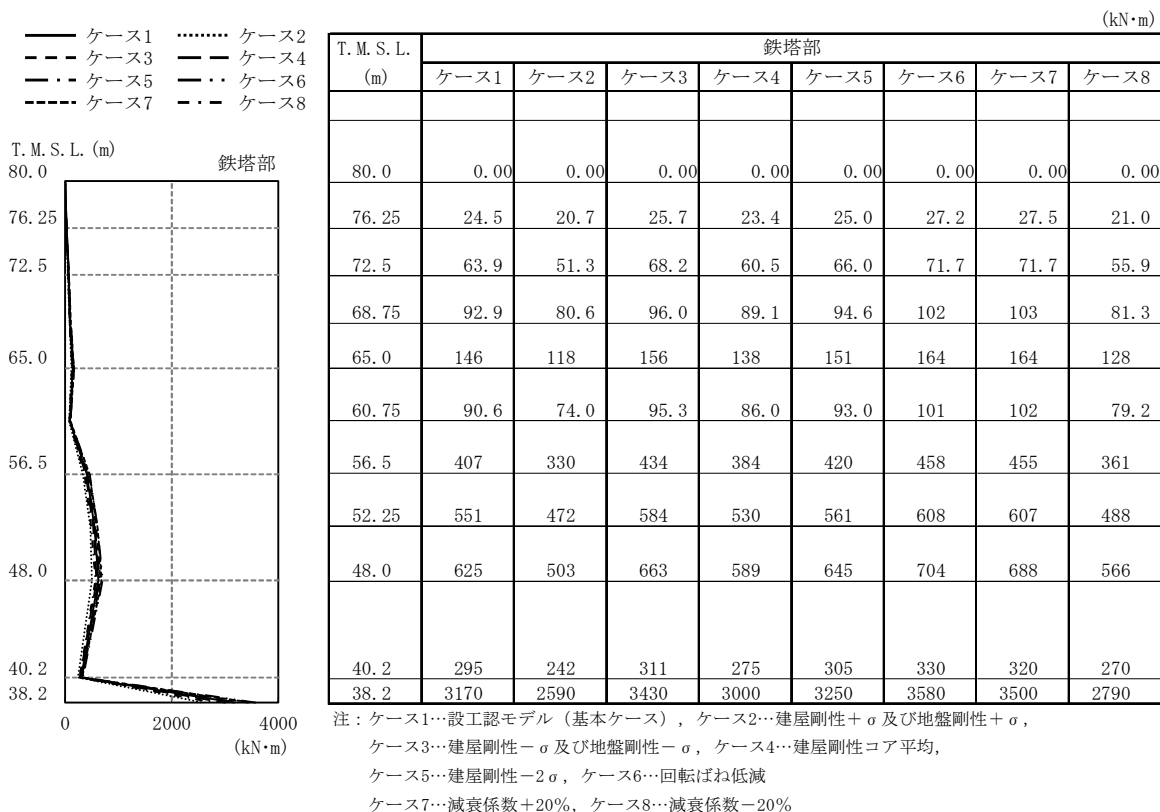 (kN・m)
ケース1 ケース2
ケース3 ケース4
ケース5 ケース6
ケース7 ケース8
T.M.S.L.(m)
鉄塔部
80.0
76.25
72.5
68.75
65.0
60.75
56.5
52.25
48.0
40.2
38.2
0 2000 4000
(kN・m)
T.M.S.L. 鉄塔部
(m) ケース1 ケース2 ケース3 ケース4 ケース5 ケース6 ケース7 ケース8
80.0 0.00 0.00 0.00 0.00 0.00 0.00 0.00 0.00
76.25 24.5 20.7 25.7 23.4 25.0 27.2 27.5 21.0
72.5 63.9 51.3 68.2 60.5 66.0 71.7 71.7 55.9
68.75 92.9 80.6 96.0 89.1 94.6 102 103 81.3
65.0 146 118 156 138 151 164 164 128
60.75 90.6 74.0 95.3 86.0 93.0 101 102 79.2
56.5 407 330 434 384 420 458 455 361
52.25 551 472 584 530 561 608 607 488
48.0 625 503 663 589 645 704 688 566
40.2 295 242 311 275 305 330 320 270
38.2 3170 2590 3430 3000 3250 3580 3500 2790
注:ケース1…設工認モデル(基本ケース),ケース2…建屋剛性+σ及び地盤剛性+σ,
ケース3…建屋剛性-σ及び地盤剛性-σ,ケース4…建屋剛性コア平均,
ケース5…建屋剛性-2σ,ケース6…回転ばね低減
ケース7…減衰係数+20%,ケース8…減衰係数-20%